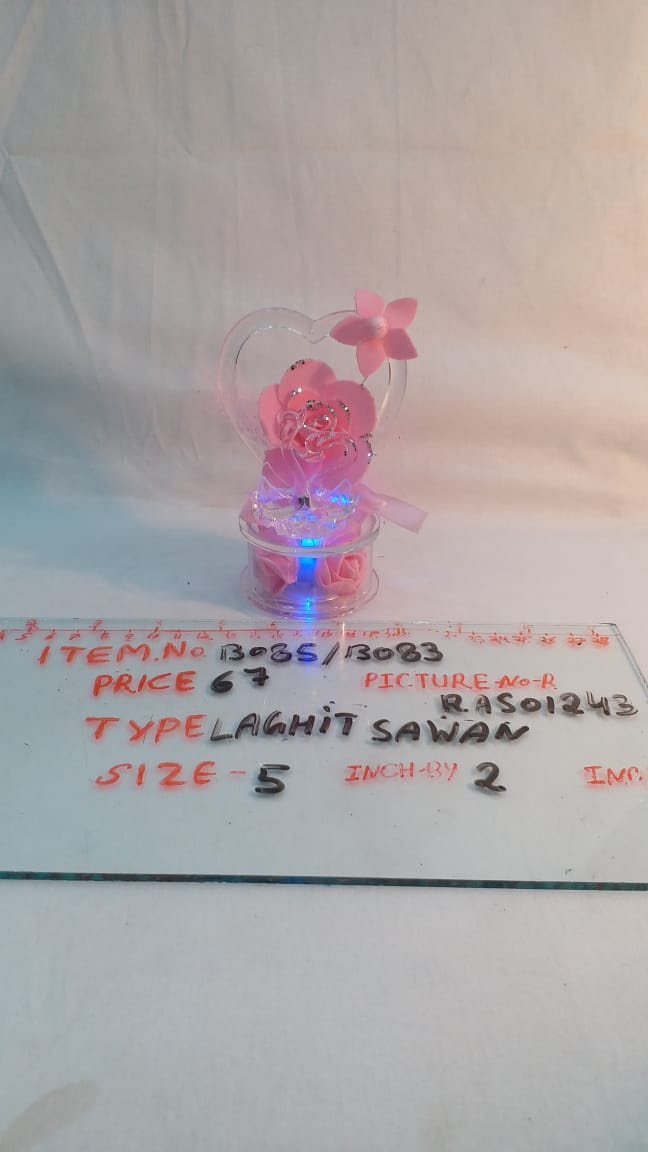 ITEM.No B085/B083
PRICE 67 PICTURE-No-R
RAS01243
TYPE LAGHIT SAWAN
SIZE - 5 INCH-BY 2 INC